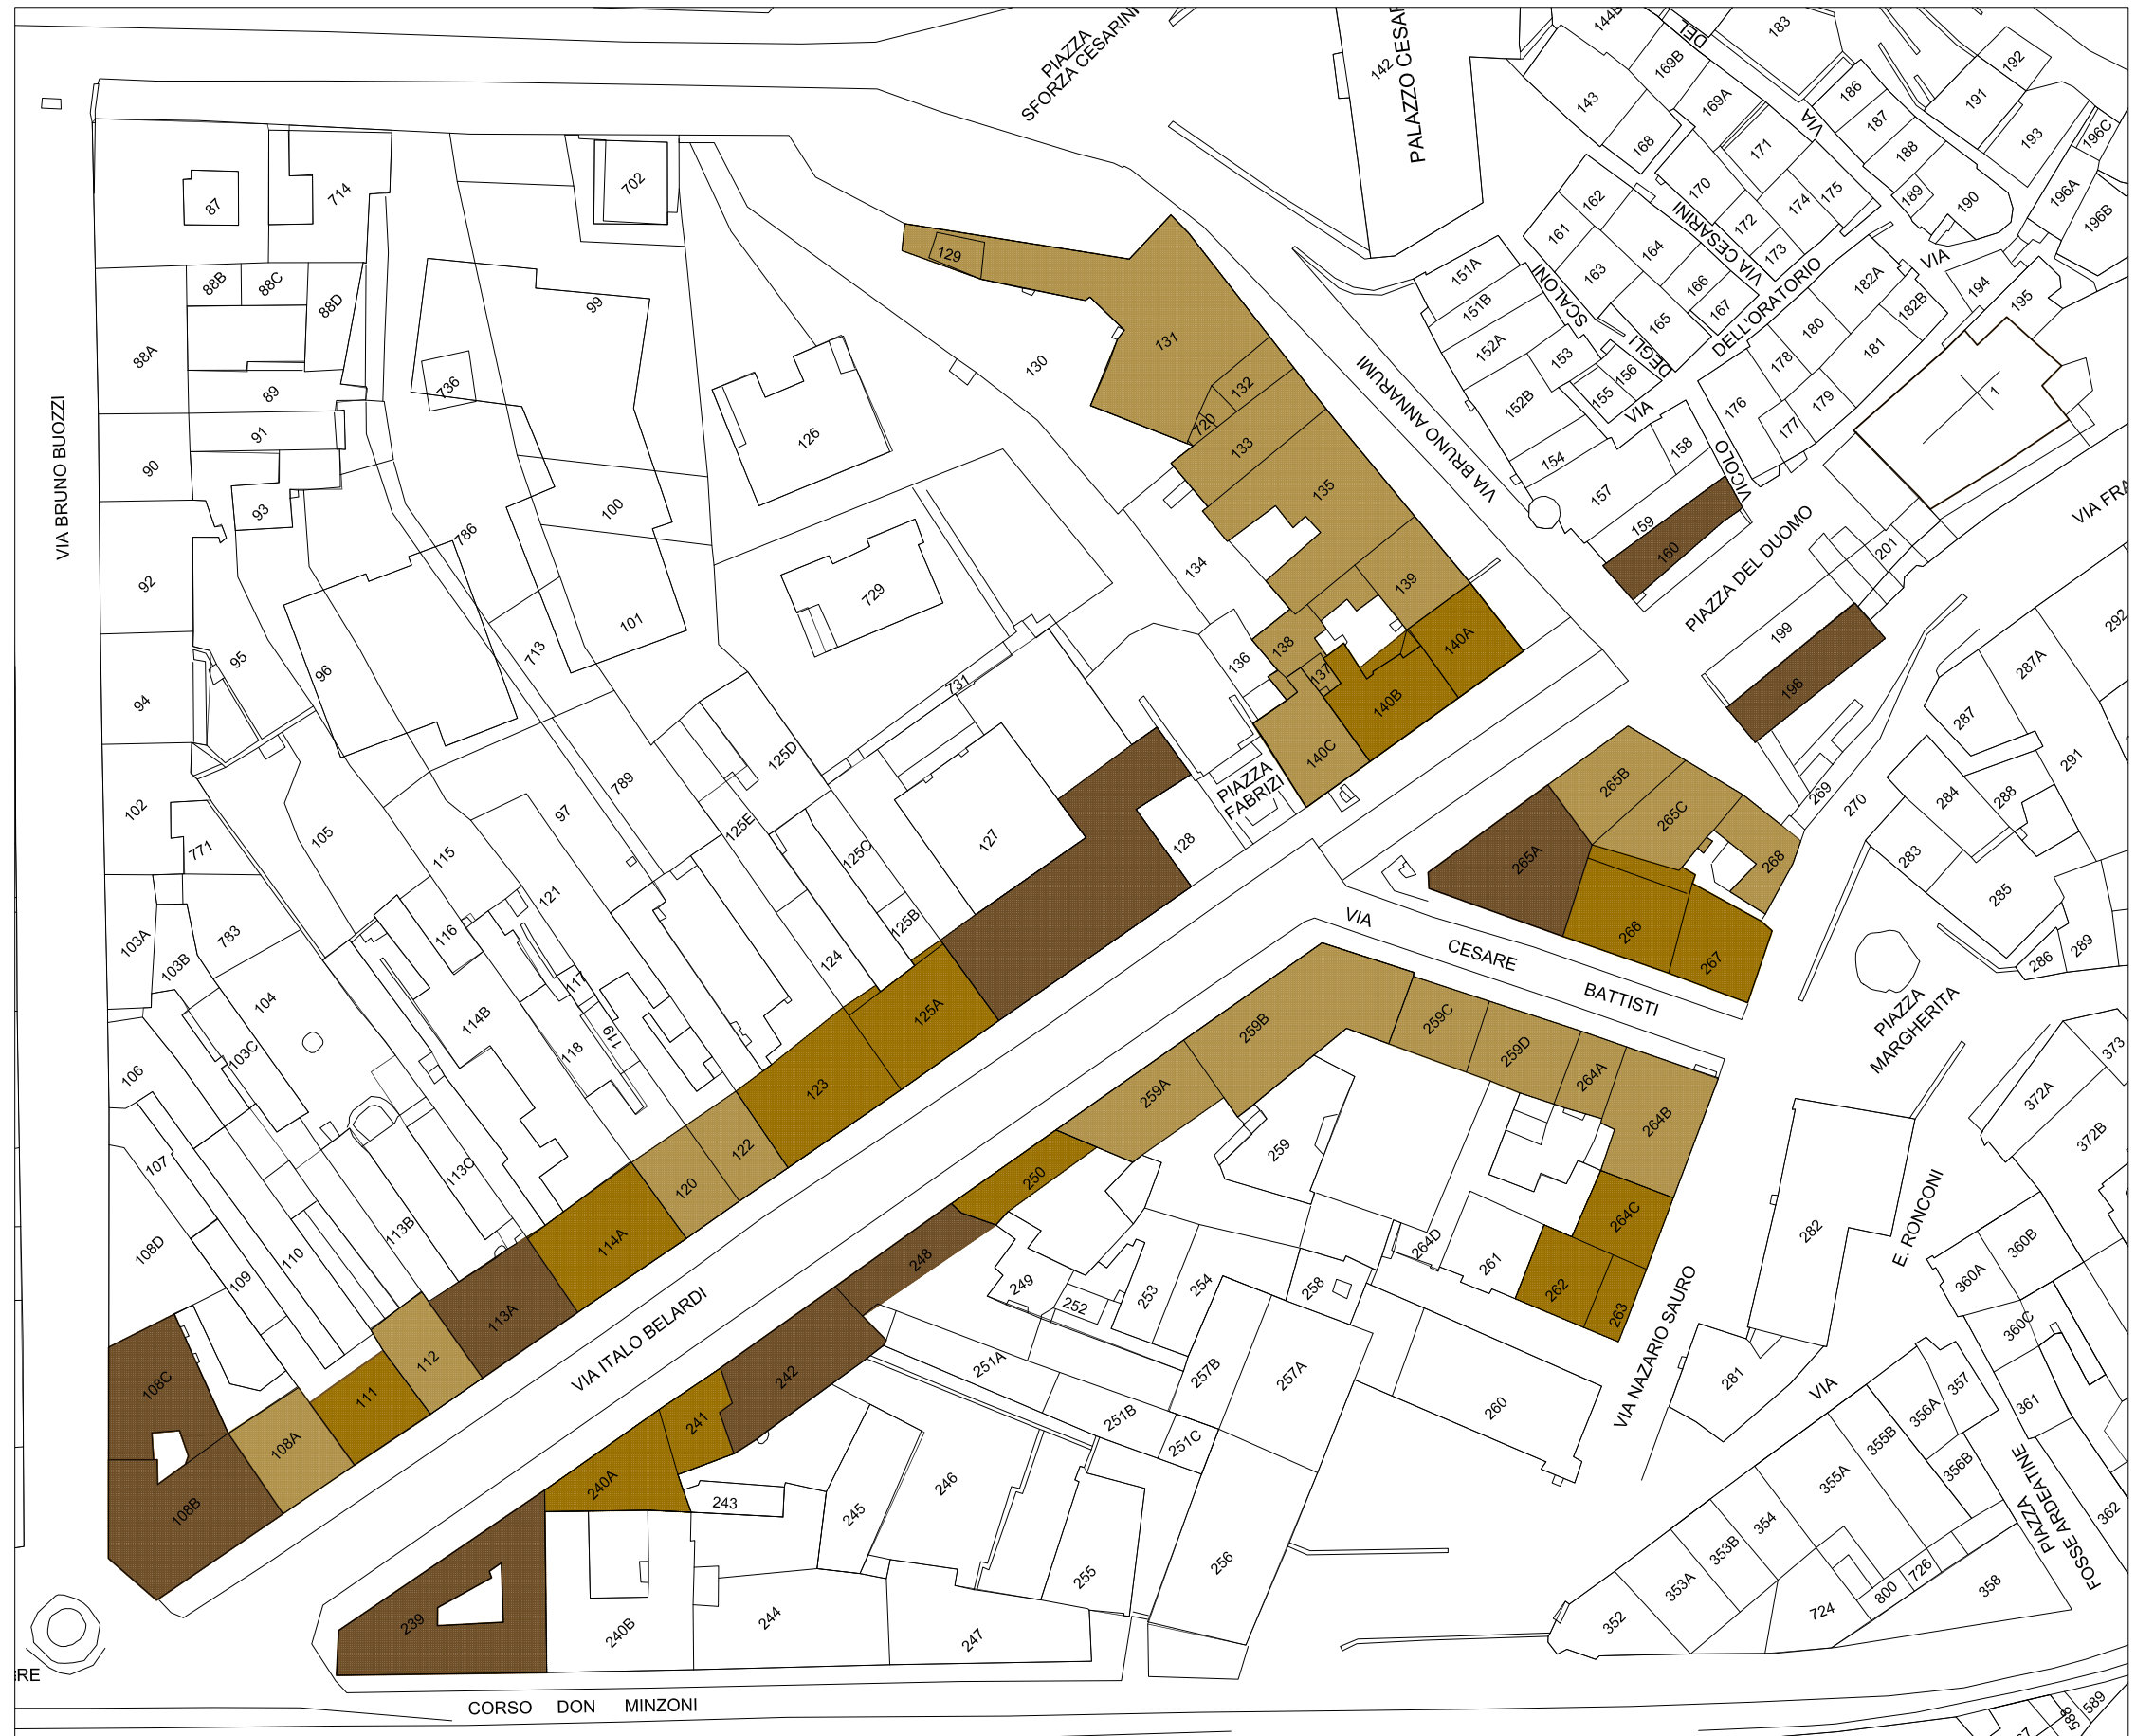 PIAZZA
SFORZA CESARINI
142
PALAZZO CESAR
144B
DEL
183
143
169B
169A
168
VIA
186
187
188
189
190
191
192
193
196C
196A
196B
87
714
702
88B
88C
88D
88A
89
91
90
93
92
95
94
96
99
736
786
100
101
713
126
729
731
129
130
131
132
720
133
135
134
136
138
137
139
140A
140B
140C
VIA BRUNO BUOZZI
VIA BRUNO ANNARUMI
151A
151B
152A
152B
153
154
155
156
157
158
159
160
161
162
163
164
165
166
167
170
171
172
173
174
175
VIA CESARINI
SCALONI
DEGLI
VIA
VIA
DELL'ORATORIO
VICOLO
176
177
178
179
180
181
182A
182B
194
195
1
PIAZZA DEL DUOMO
VIA FRA
201
199
198
292
287A
287
291
284
288
283
285
286
289
269
270
265A
265B
265C
266
267
268
PIAZZA
FABRIZI
128
127
125D
125E
125C
125B
125A
124
123
122
120
789
97
102
771
105
115
121
116
117
119
118
114B
114A
103A
103B
783
104
103C
106
107
108D
109
110
113B
113C
113A
112
111
108A
108B
108C
VIA ITALO BELARDI
VIA
CESARE
BATTISTI
259A
259B
259C
259D
264A
264B
264C
264D
259
250
248
249
252
253
254
258
261
262
263
260
242
241
240A
240B
239
243
244
245
246
247
251A
251B
251C
255
256
257A
257B
VIA NAZARIO SAURO
PIAZZA
MARGHERITA
E. RONCONI
282
281
VIA
372A
372B
373
360A
360B
360C
361
362
357
356A
356B
355B
355A
354
353B
353A
352
724
800
726
358
PIAZZA
FOSSE ARDEATINE
CORSO DON MINZONI
588
589